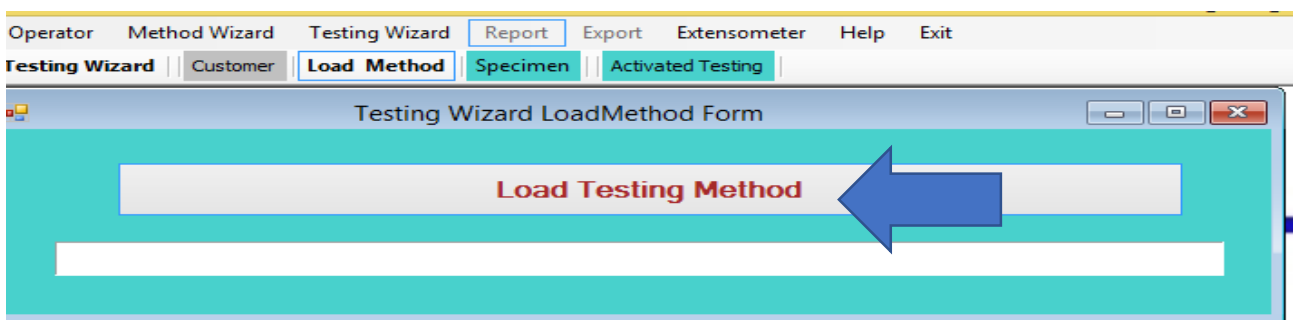 Operator Method Wizard Testing Wizard Report Export Extensometer Help Exit
Testing Wizard Customer Load Method Specimen Activated Testing
Testing Wizard LoadMethod Form
Load Testing Method